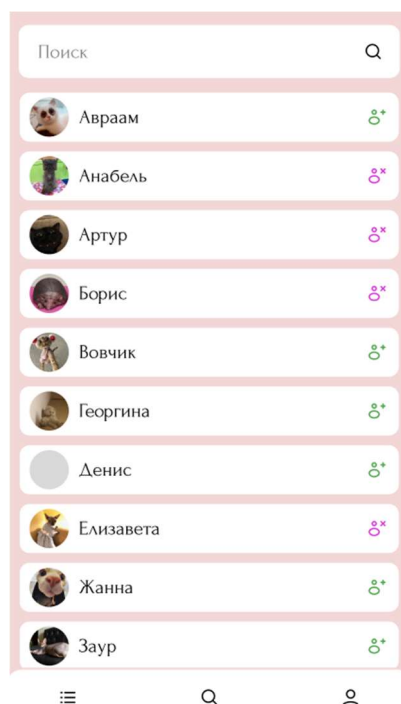 Поиск
Авраам
Анабель
Артур
Борис
Вовчик
Георгина
Денис
Елизавета
Жанна
Заур